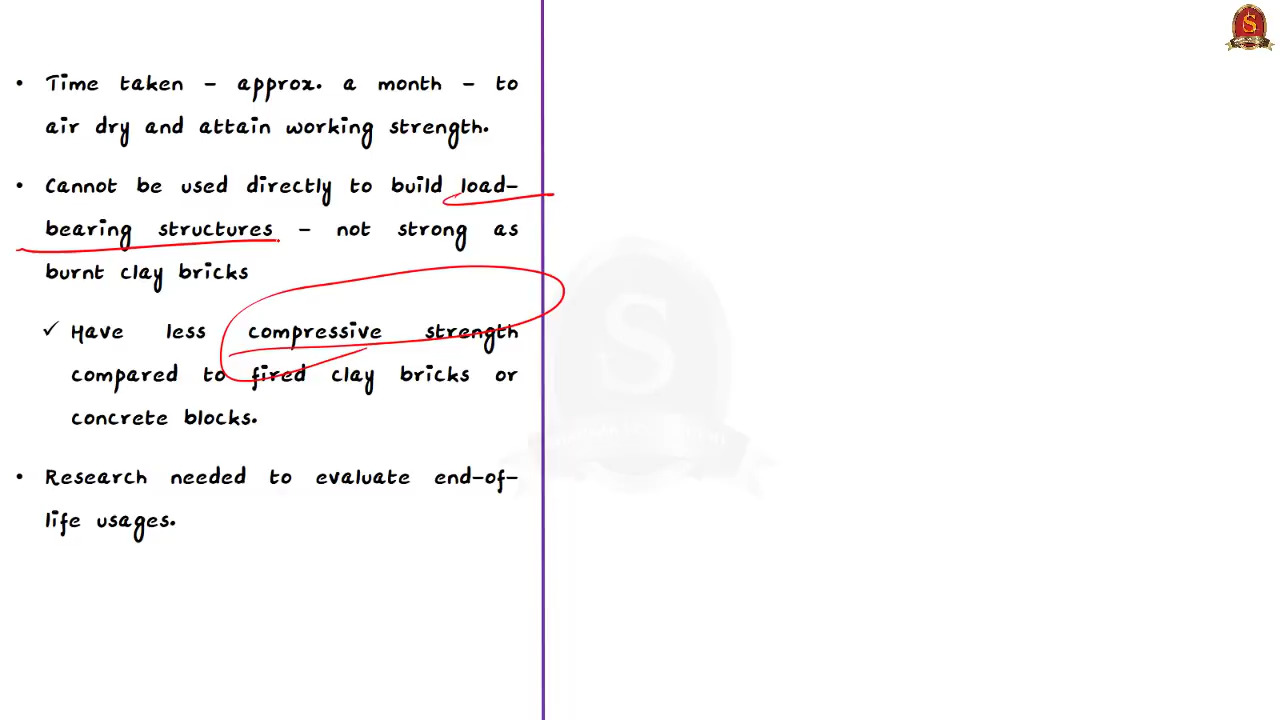 • Time taken – approx. a month – to
air dry and attain working strength.
• Cannot be used directly to build load-
bearing structures – not strong as
burnt clay bricks
✓ Have less compressive strength
compared to fired clay bricks or
concrete blocks.
• Research needed to evaluate end-of-
life usages.
S
S